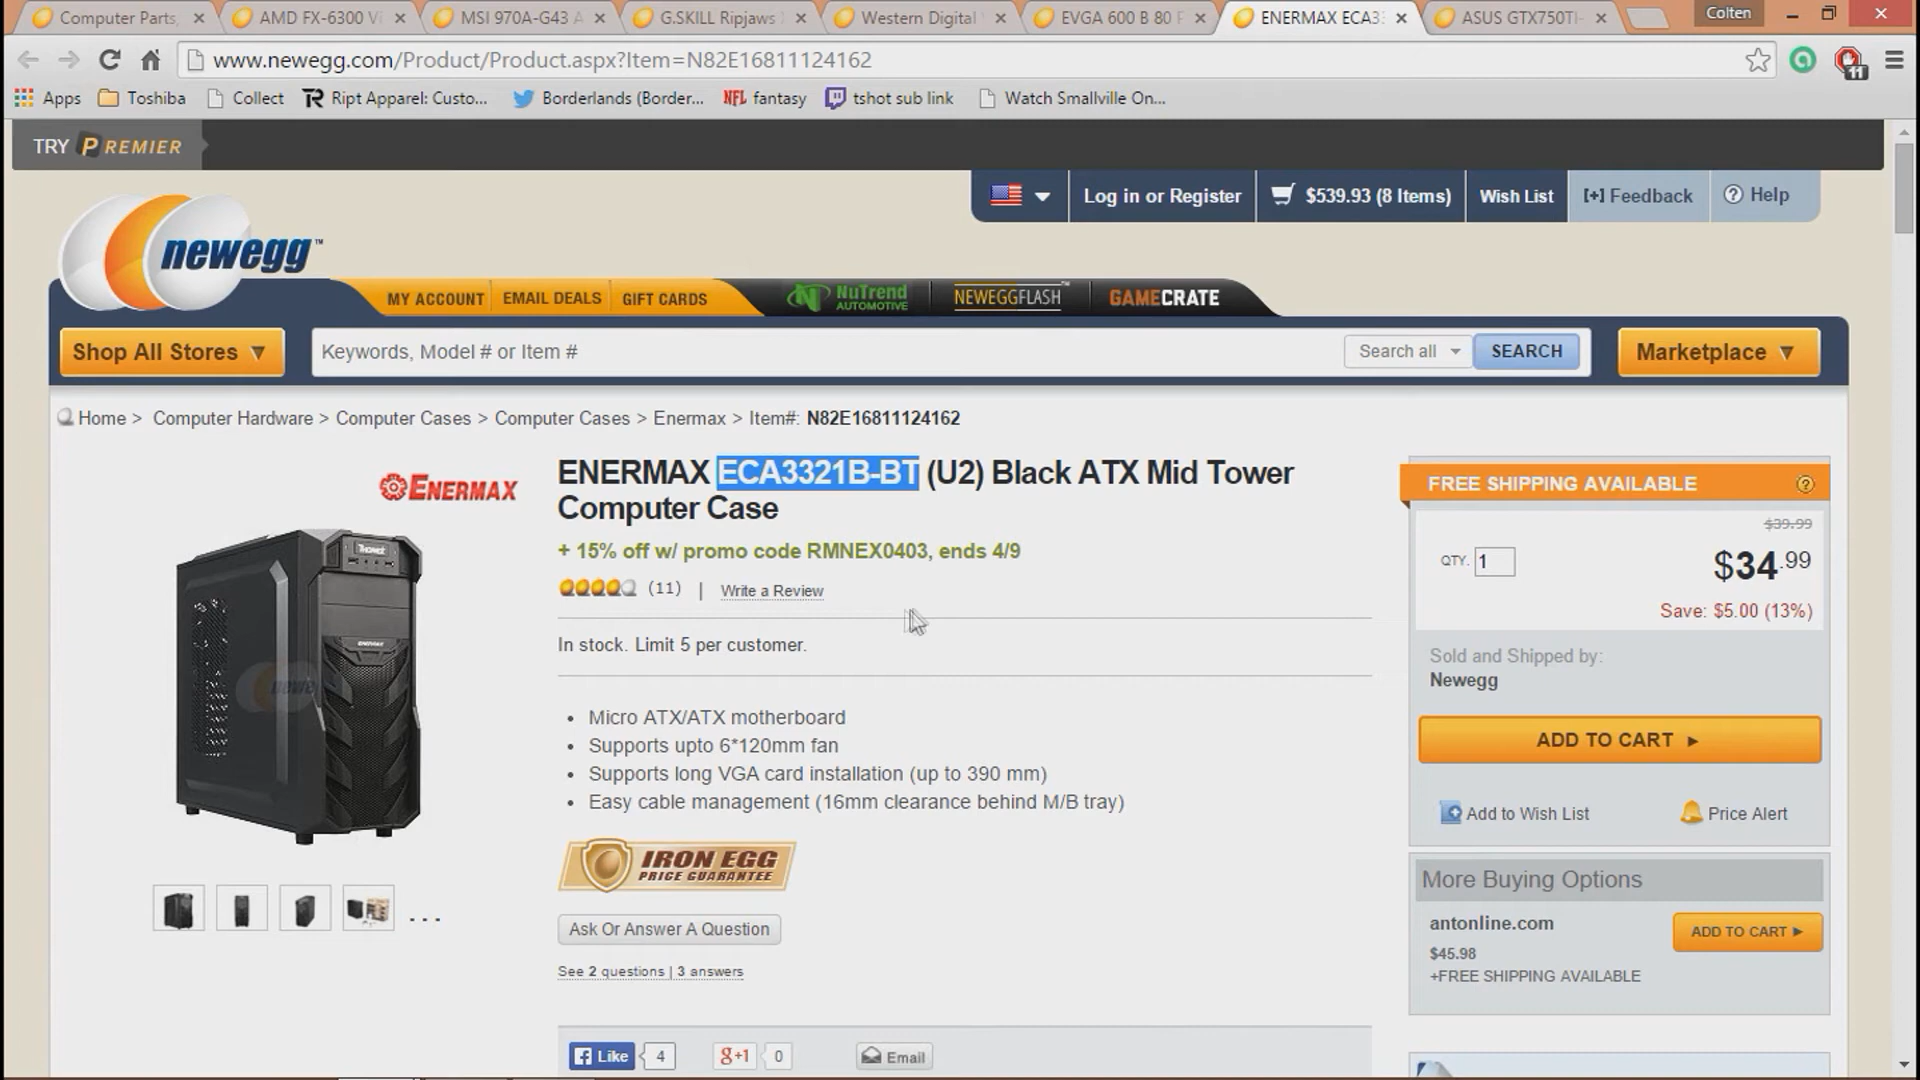 Computer Parts,
AMD FX-6300 Vi
MSI 970A-G43 A
G.SKILL Ripjaws
Western Digital
EVGA 600 B 80 P
ENERMAX ECA33
ASUS GTX750TI-
Colten
www.newegg.com/Product/Product.aspx?Item=N82E16811124162
11
Apps
Toshiba
Collect
Ript Apparel: Custo...
Borderlands (Border...
NFL fantasy
tshot sub link
Watch Smallville On...
TRY PREMIER
Log in or Register
$539.93 (8 Items)
Wish List
[+] Feedback
? Help
newegg™
MY ACCOUNT
EMAIL DEALS
GIFT CARDS
NUTREND AUTOMOTIVE
NEWEGGFLASH™
GAMECRATE
Shop All Stores ▼
Keywords, Model # or Item #
Search all
SEARCH
Marketplace ▼
Home > Computer Hardware > Computer Cases > Computer Cases > Enermax > Item#: N82E16811124162
ENERMAX
ENERMAX ECA3321B-BT (U2) Black ATX Mid Tower
Computer Case
+ 15% off w/ promo code RMNEX0403, ends 4/9
(11) | Write a Review
In stock. Limit 5 per customer.
• Micro ATX/ATX motherboard
• Supports upto 6*120mm fan
• Supports long VGA card installation (up to 390 mm)
• Easy cable management (16mm clearance behind M/B tray)
IRON EGG
PRICE GUARANTEE
Ask Or Answer A Question
See 2 questions | 3 answers
Like
4
g+1
0
Email
...
FREE SHIPPING AVAILABLE
?
$39.99
QTY. 1
$34.99
Save: $5.00 (13%)
Sold and Shipped by:
Newegg
ADD TO CART ►
Add to Wish List
Price Alert
More Buying Options
antonline.com
$45.98
+FREE SHIPPING AVAILABLE
ADD TO CART ►